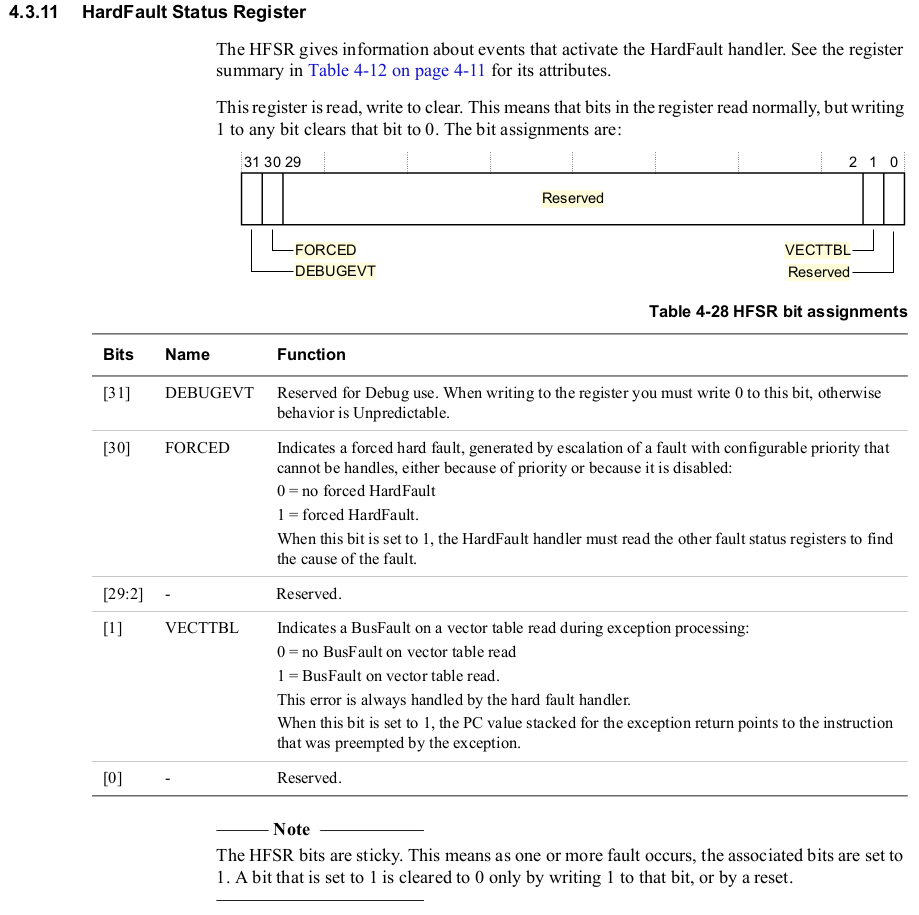 4.3.11 HardFault Status Register
The HFSR gives information about events that activate the HardFault handler. See the register
summary in Table 4-12 on page 4-11 for its attributes.
This register is read, write to clear. This means that bits in the register read normally, but writing
1 to any bit clears that bit to 0. The bit assignments are:
31 30 29 2 1 0
Reserved
FORCED VECTTBL
DEBUGEVT Reserved
Table 4-28 HFSR bit assignments
Bits Name Function
[31] DEBUGEVT Reserved for Debug use. When writing to the register you must write 0 to this bit, otherwise
behavior is Unpredictable.
[30] FORCED Indicates a forced hard fault, generated by escalation of a fault with configurable priority that
cannot be handles, either because of priority or because it is disabled:
0 = no forced HardFault
1 = forced HardFault.
When this bit is set to 1, the HardFault handler must read the other fault status registers to find
the cause of the fault.
[29:2] - Reserved.
[1] VECTTBL Indicates a BusFault on a vector table read during exception processing:
0 = no BusFault on vector table read
1 = BusFault on vector table read.
This error is always handled by the hard fault handler.
When this bit is set to 1, the PC value stacked for the exception return points to the instruction
that was preempted by the exception.
[0] - Reserved.
Note
The HFSR bits are sticky. This means as one or more fault occurs, the associated bits are set to
1. A bit that is set to 1 is cleared to 0 only by writing 1 to that bit, or by a reset.